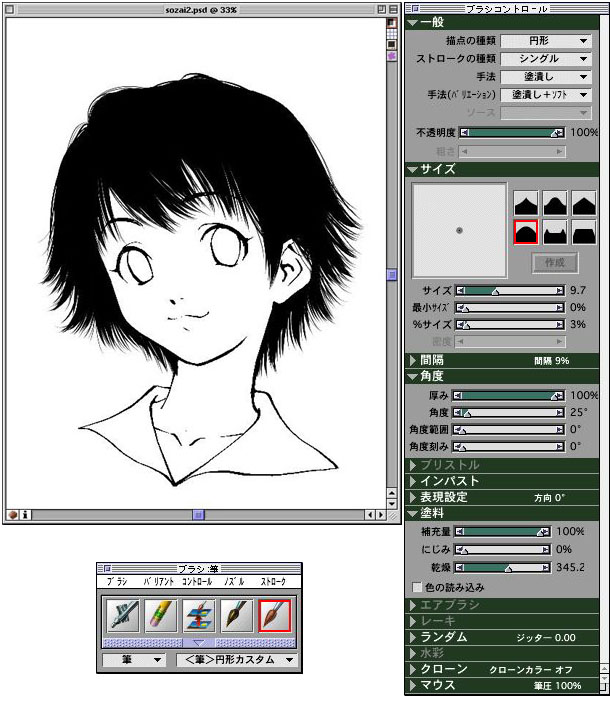 sozai2.psd @ 33%
ブラシコントロール
一般
描点の種類 円形
ストロークの種類 シングル
手法 塗潰し
手法(バリエーション) 塗潰し+ソフト
ソース
不透明度 100%
粗さ
サイズ
作成
サイズ 9.7
最小サイズ 0%
%サイズ 3%
密度
間隔 間隔 9%
角度
厚み 100%
角度 25°
角度範囲 0°
角度刻み 0°
ブリストル
インパスト
表現設定 方向 0°
塗料
補充量 100%
にじみ 0%
乾燥 345.2
色の読み込み
エアブラシ
レーキ
ランダム ジッター 0.00
水彩
クローン クローンカラー オフ
マウス 筆圧 100%
ブラシ:筆
ブラシ バリアント コントロール ノズル ストローク
筆 <筆>円形カスタム